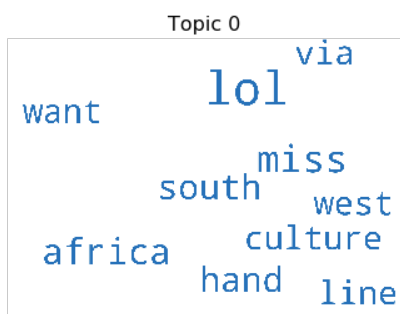 Topic 0
via
lol
want
miss
south
west
culture
africa
hand
line